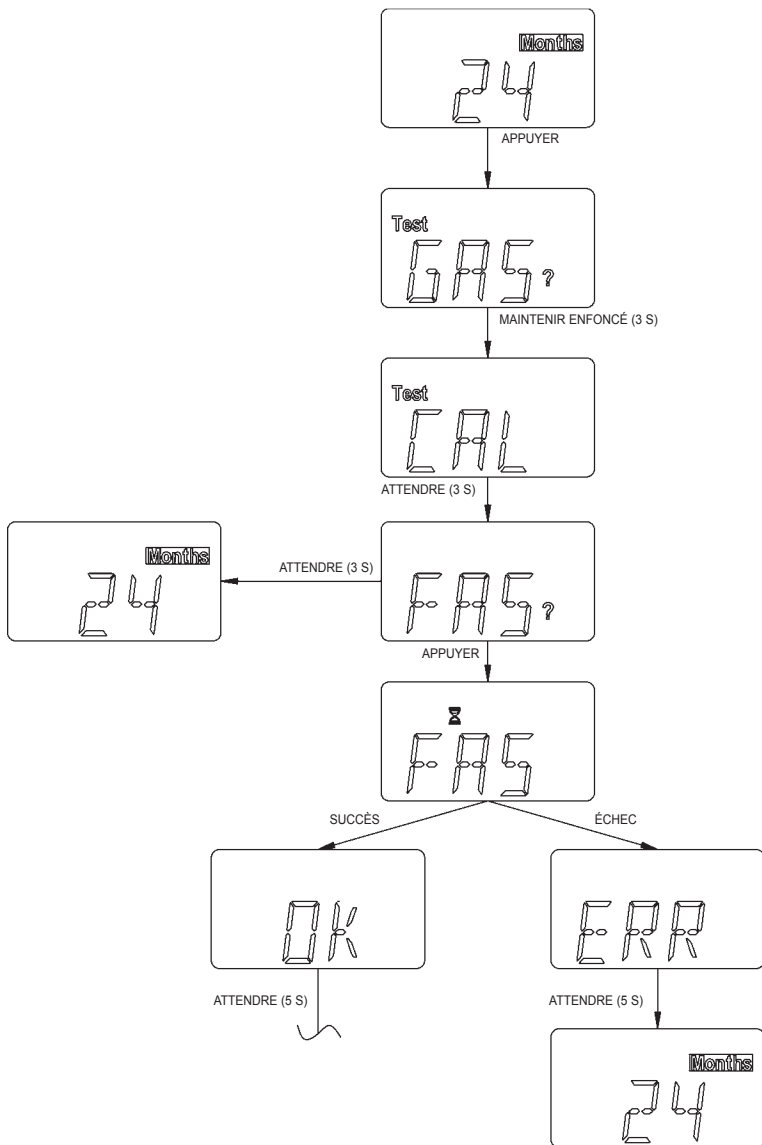 Months
24
APPUYER
Test
GAS ?
MAINTENIR ENFONCÉ (3 S)
Test
CAL
ATTENDRE (3 S)
Months
24
ATTENDRE (3 S)
FAS ?
APPUYER
FAS
SUCCÈS
ÉCHEC
OK
ERR
ATTENDRE (5 S)
ATTENDRE (5 S)
Months
24